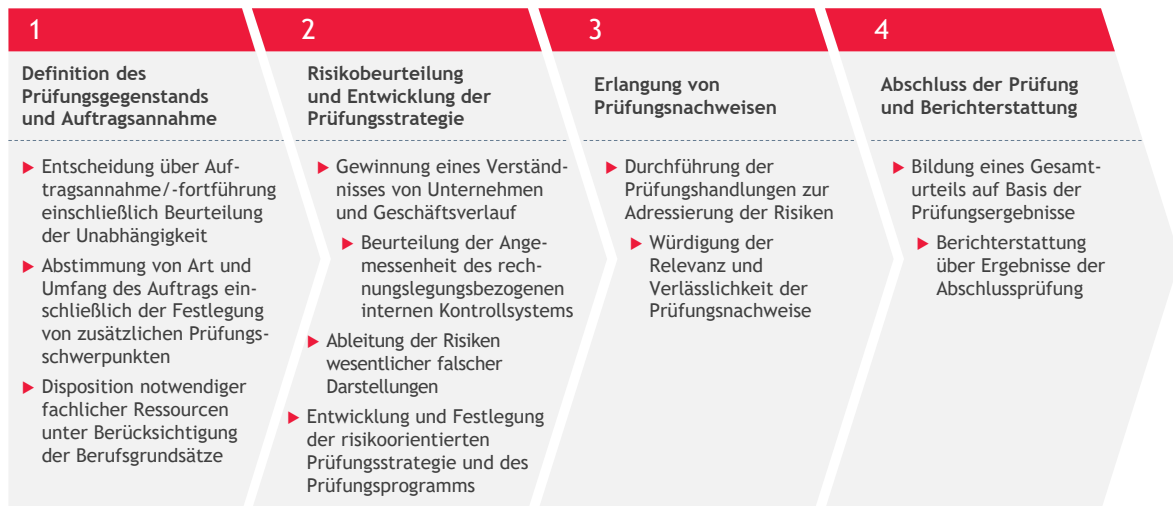 1
Definition des
Prüfungsgegenstands
und Auftragsannahme
▶ Entscheidung über Auf-
tragsannahme/-fortführung
einschließlich Beurteilung
der Unabhängigkeit
▶ Abstimmung von Art und
Umfang des Auftrags ein-
schließlich der Festlegung
von zusätzlichen Prüfungs-
schwerpunkten
▶ Disposition notwendiger
fachlicher Ressourcen
unter Berücksichtigung
der Berufsgrundsätze
2
Risikobeurteilung
und Entwicklung der
Prüfungsstrategie
▶ Gewinnung eines Verständ-
nisses von Unternehmen
und Geschäftsverlauf
▶ Beurteilung der Ange-
messenheit des rech-
nungslegungsbezogenen
internen Kontrollsystems
▶ Ableitung der Risiken
wesentlicher falscher
Darstellungen
▶ Entwicklung und Festlegung
der risikoorientierten
Prüfungsstrategie und des
Prüfungsprogramms
3
Erlangung von
Prüfungsnachweisen
▶ Durchführung der
Prüfungshandlungen zur
Adressierung der Risiken
▶ Würdigung der
Relevanz und
Verlässlichkeit der
Prüfungsnachweise
4
Abschluss der Prüfung
und Berichterstattung
▶ Bildung eines Gesamt-
urteils auf Basis der
Prüfungsergebnisse
▶ Berichterstattung
über Ergebnisse der
Abschlussprüfung